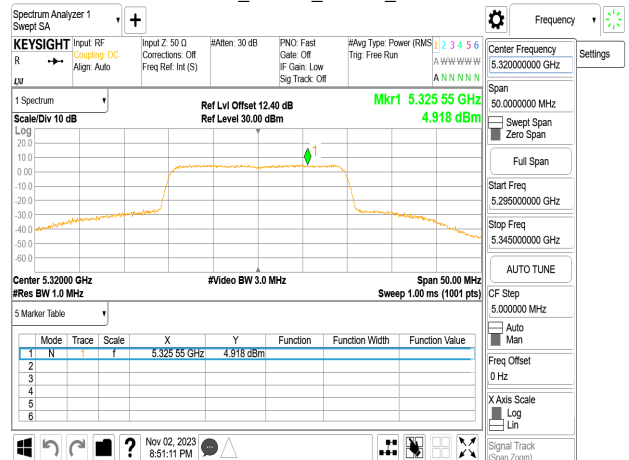 Spectrum Analyzer 1
Swept SA
Frequency
KEYSIGHT
R
Input: RF
Coupling: DC
Align: Auto
Input Z: 50 Ω
Corrections: Off
Freq Ref: Int (S)
#Atten: 30 dB
PNO: Fast
Gate: Off
IF Gain: Low
Sig Track: Off
#Avg Type: Power (RMS
Trig: Free Run
1 2 3 4 5 6
A W W W W W
A N N N N N
LXI
Center Frequency
5.320000000 GHz
Settings
Span
50.0000000 MHz
Swept Span
Zero Span
Full Span
Start Freq
5.295000000 GHz
Stop Freq
5.345000000 GHz
AUTO TUNE
CF Step
5.000000 MHz
Auto
Man
Freq Offset
0 Hz
X Axis Scale
Log
Lin
Signal Track
(Span Zoom)
1 Spectrum
Scale/Div 10 dB
Ref Lvl Offset 12.40 dB
Ref Level 30.00 dBm
Mkr1 5.325 55 GHz
4.918 dBm
Log
20.0
10.0
0.00
-10.0
-20.0
-30.0
-40.0
-50.0
-60.0
1
Center 5.32000 GHz
#Res BW 1.0 MHz
#Video BW 3.0 MHz
Span 50.00 MHz
Sweep 1.00 ms (1001 pts)
5 Marker Table
Mode Trace Scale X Y Function Function Width Function Value
1 N 1 f 5.325 55 GHz 4.918 dBm
2
3
4
5
6
?
Nov 02, 2023
8:51:11 PM